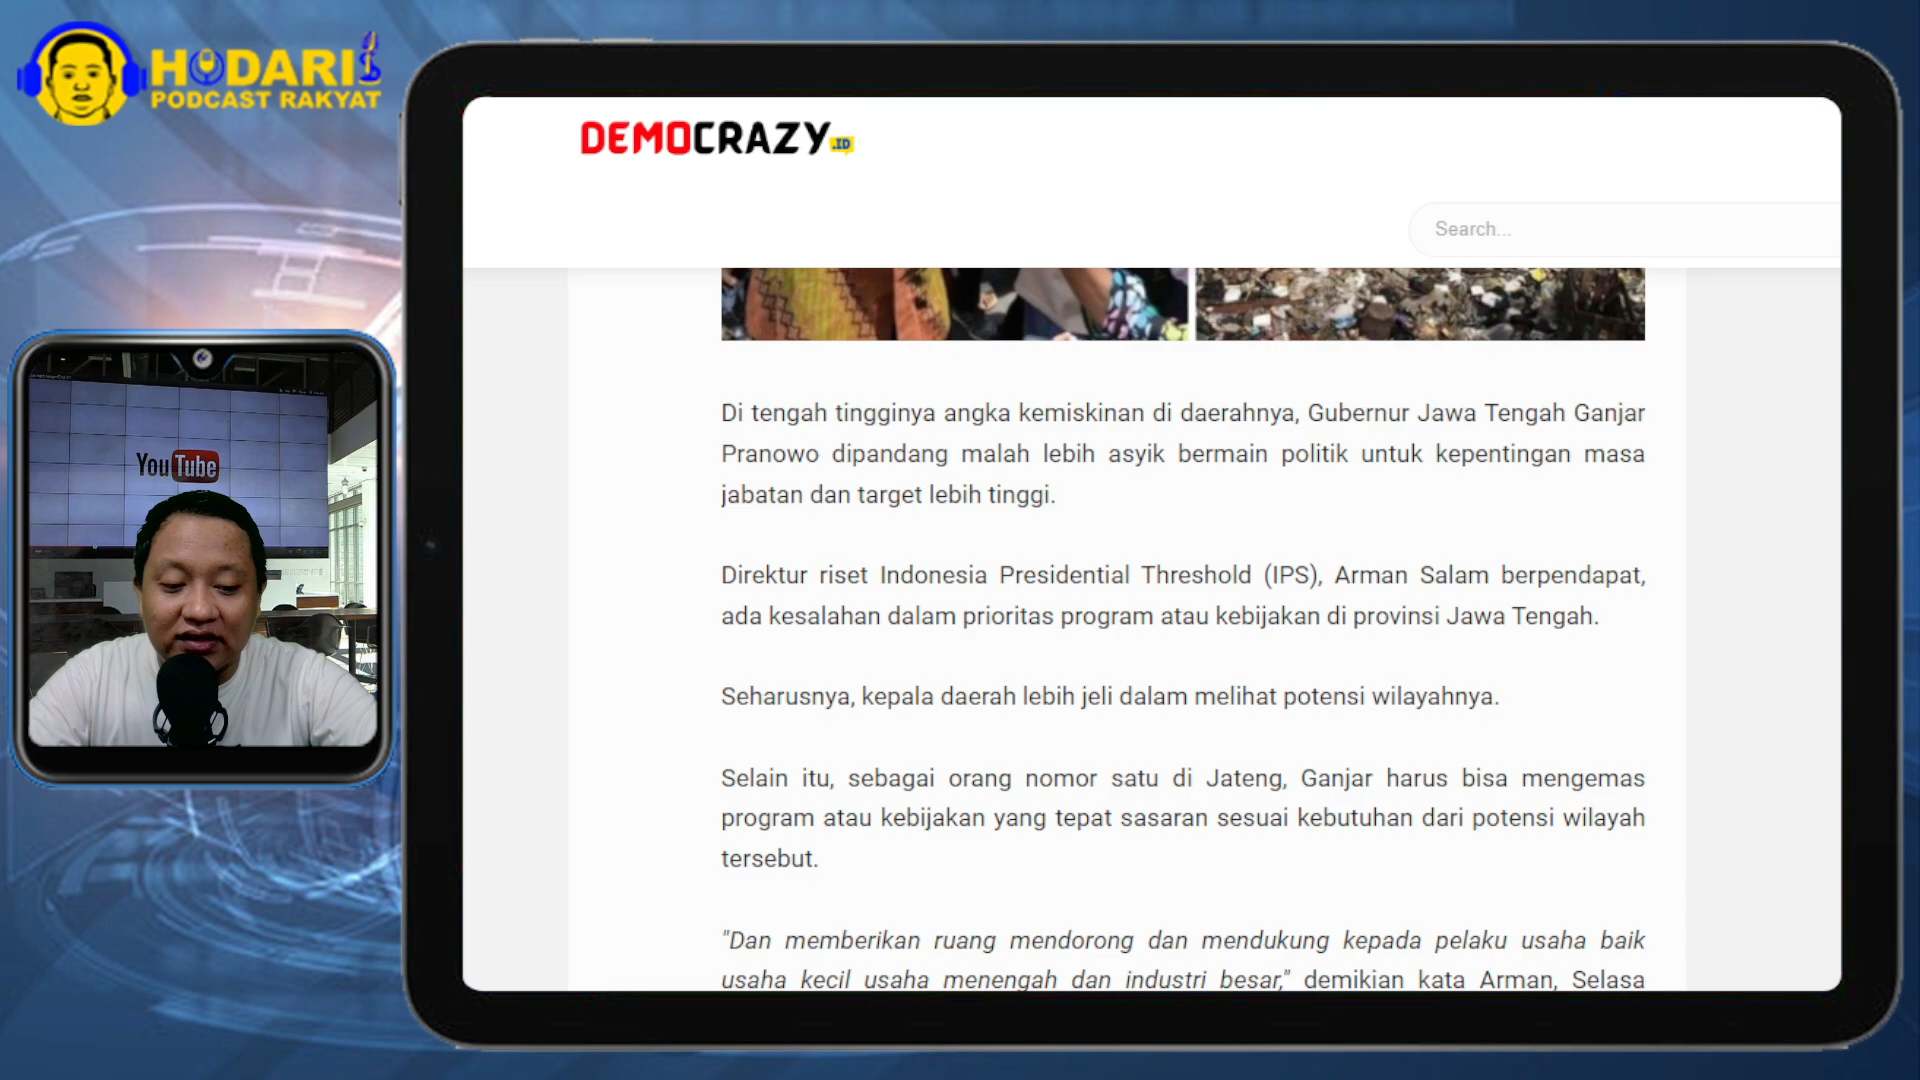 HODARI
PODCAST RAKYAT
DEMOCRAZY.ID
Search...
YouTube
Di tengah tingginya angka kemiskinan di daerahnya, Gubernur Jawa Tengah Ganjar
Pranowo dipandang malah lebih asyik bermain politik untuk kepentingan masa
jabatan dan target lebih tinggi.
Direktur riset Indonesia Presidential Threshold (IPS), Arman Salam berpendapat,
ada kesalahan dalam prioritas program atau kebijakan di provinsi Jawa Tengah.
Seharusnya, kepala daerah lebih jeli dalam melihat potensi wilayahnya.
Selain itu, sebagai orang nomor satu di Jateng, Ganjar harus bisa mengemas
program atau kebijakan yang tepat sasaran sesuai kebutuhan dari potensi wilayah
tersebut.
"Dan memberikan ruang mendorong dan mendukung kepada pelaku usaha baik
usaha kecil usaha menengah dan industri besar," demikian kata Arman, Selasa